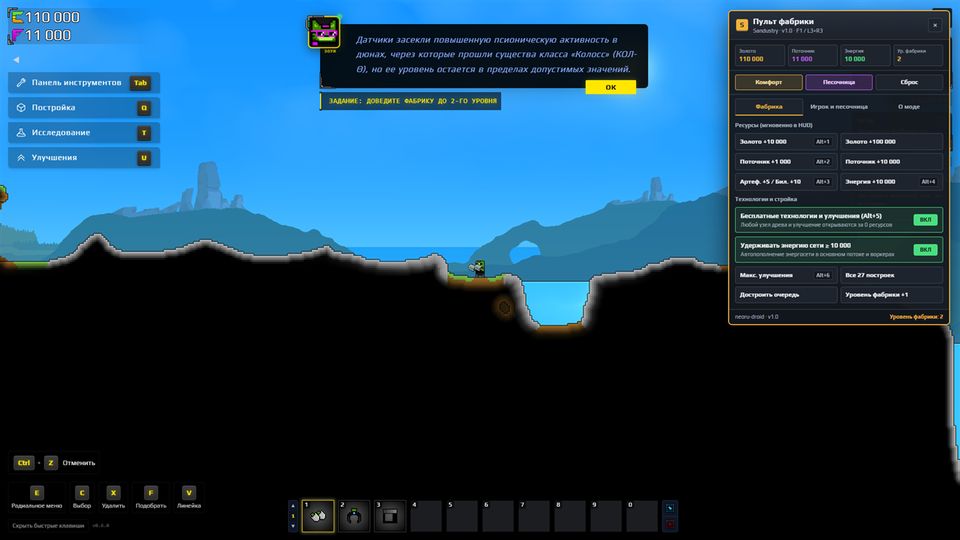 110 000
11 000
Панель инструментов Tab
Постройка Q
Исследование T
Улучшения U
Датчики засекли повышенную псионическую активность в
дюнах, через которые прошли существа класса «Колосс» (КОЛ-
Θ), но ее уровень остается в пределах допустимых значений.
ЗОУИ
OK
ЗАДАНИЕ: ДОВЕДИТЕ ФАБРИКУ ДО 2-ГО УРОВНЯ
S Пульт фабрики ×
Sandustry · v1.0 · F1 / L3+R3
Золото Поточник Энергия Ур. фабрики
110 000 11 000 10 000 2
Комфорт Песочница Сброс
Фабрика Игрок и песочница О моде
Ресурсы (мгновенно в HUD)
Золото +10 000 Alt+1 Золото +100 000
Поточник +1 000 Alt+2 Поточник +10 000
Артеф. +5 / Бил. +10 Alt+3 Энергия +10 000 Alt+4
Технологии и стройка
Бесплатные технологии и улучшения (Alt+5)
Любой узел древа и улучшение открываются за 0 ресурсов
ВКЛ
Удерживать энергию сети ≥ 10 000
Автопополнение энергосети в основном потоке и воркерах
ВКЛ
Макс. улучшения Alt+6 Все 27 построек
Достроить очередь Уровень фабрики +1
neoru-droid · v1.0 Уровень фабрики: 2
Ctrl + Z Отменить
E C X F V
Радиальное меню Выбор Удалить Подобрать Линейка
Скрыть быстрые клавиши
1 1 2 3 4 5 6 7 8 9 0